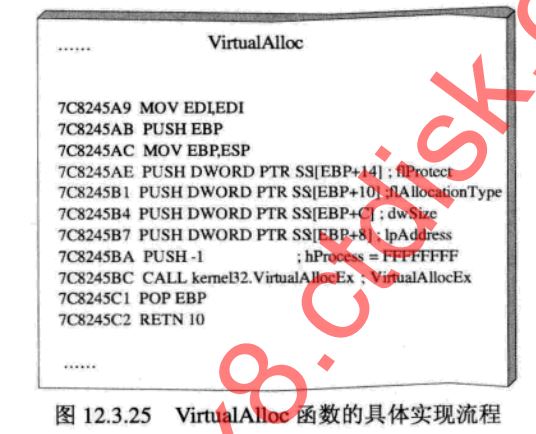 ...... VirtualAlloc
7C8245A9 MOV EDI,EDI
7C8245AB PUSH EBP
7C8245AC MOV EBP,ESP
7C8245AE PUSH DWORD PTR SS[EBP+14] ; flProtect
7C8245B1 PUSH DWORD PTR SS[EBP+10] ;flAllocationType
7C8245B4 PUSH DWORD PTR SS[EBP+C] ; dwSize
7C8245B7 PUSH DWORD PTR SS[EBP+8] ; lpAddress
7C8245BA PUSH -1 ; hProcess = FFFFFFFF
7C8245BC CALL kernel32.VirtualAllocEx ; VirtualAllocEx
7C8245C1 POP EBP
7C8245C2 RETN 10
......
图 12.3.25 VirtualAlloc 函数的具体实现流程
8.ctdisk.